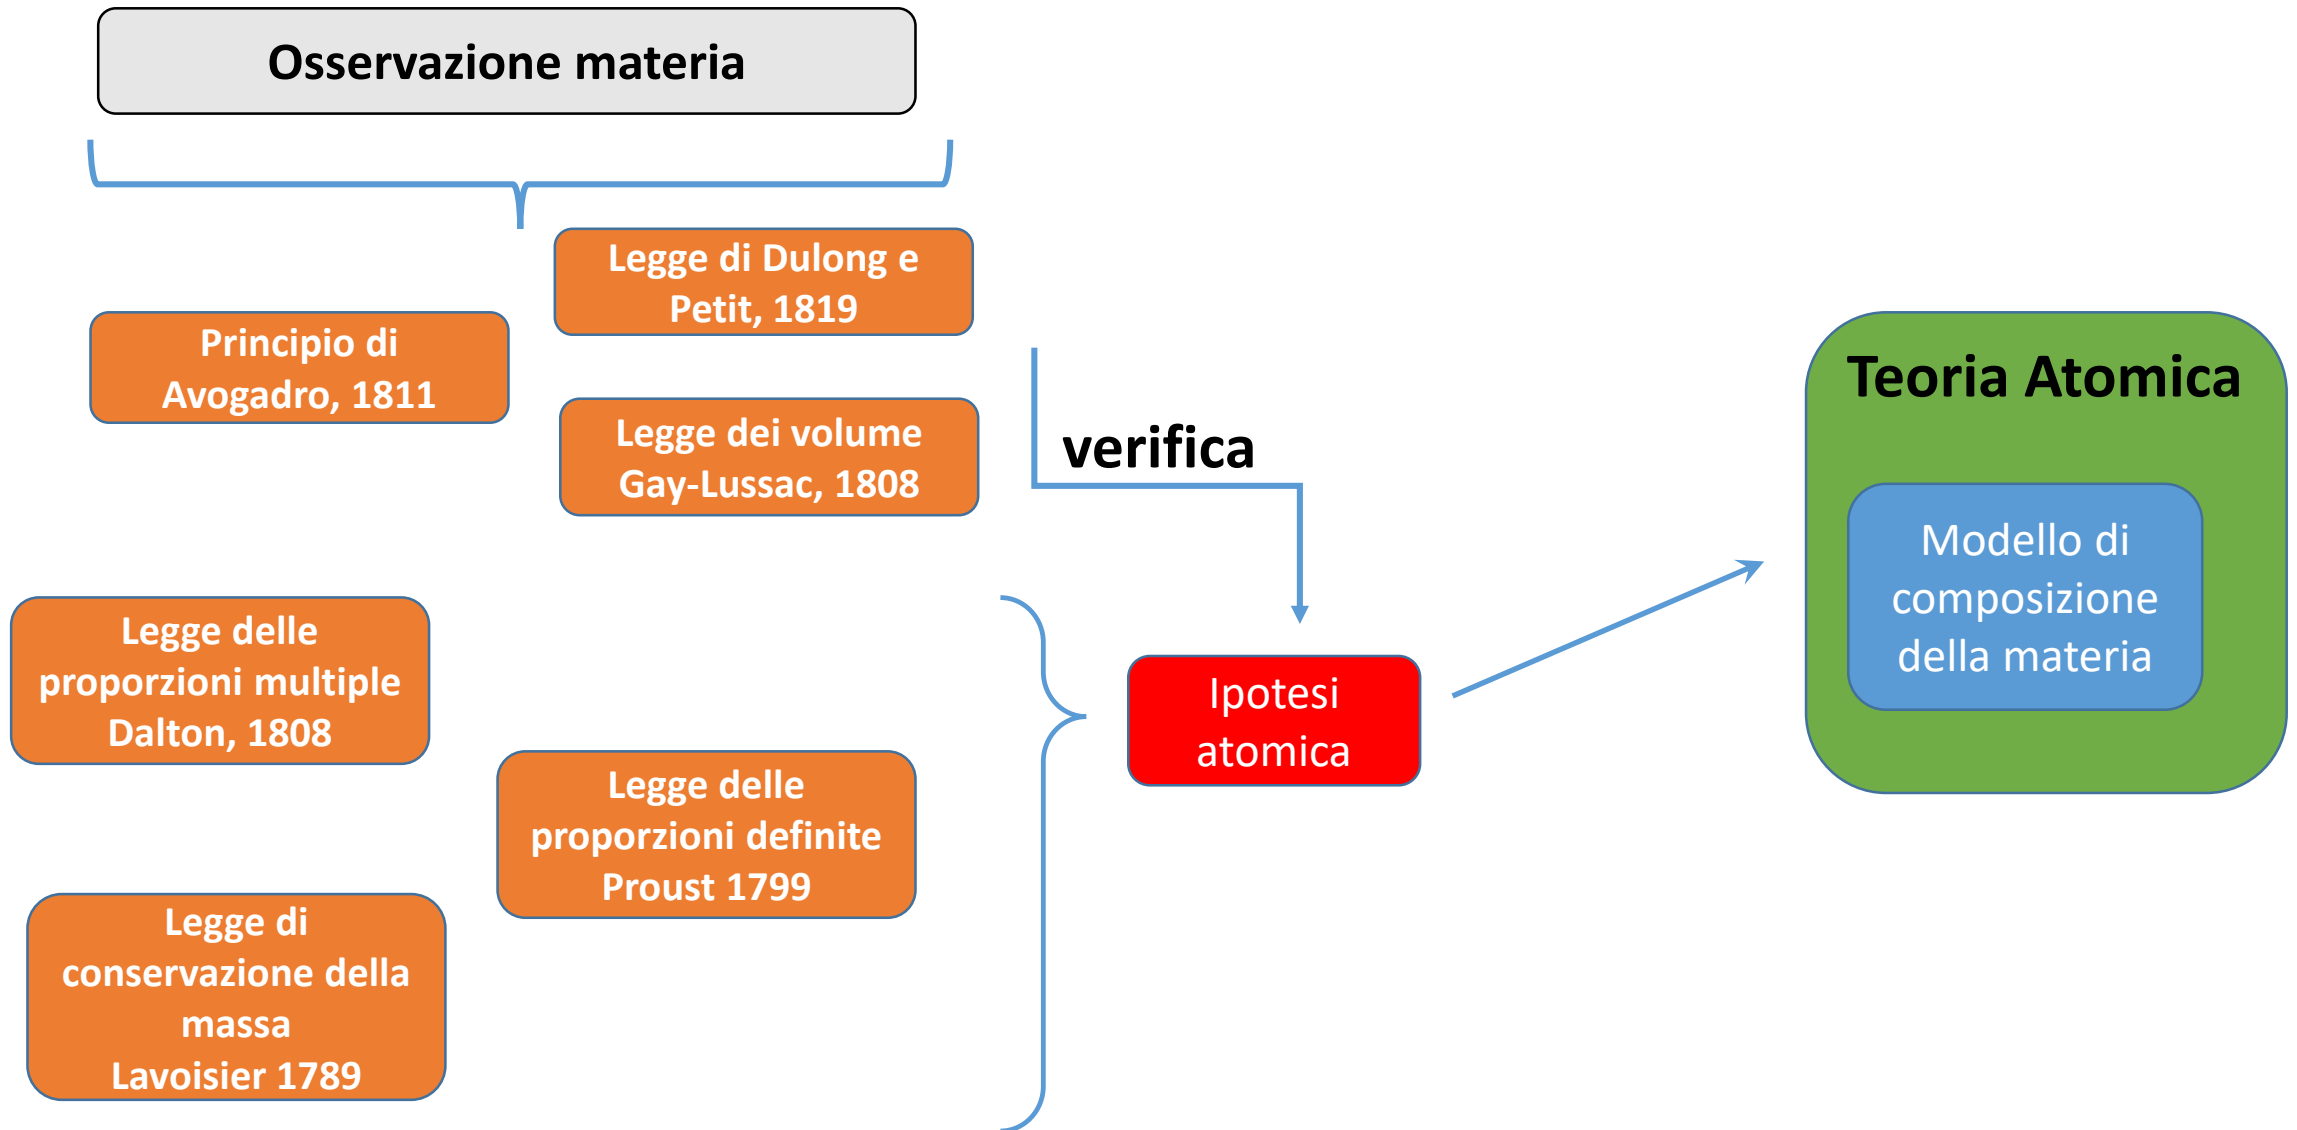 Osservazione materia
Legge di Dulong e
Petit, 1819
Principio di
Avogadro, 1811
Legge dei volume
Gay-Lussac, 1808
verifica
Teoria Atomica
Modello di
composizione
della materia
Legge delle
proporzioni multiple
Dalton, 1808
Ipotesi
atomica
Legge delle
proporzioni definite
Proust 1799
Legge di
conservazione della
massa
Lavoisier 1789